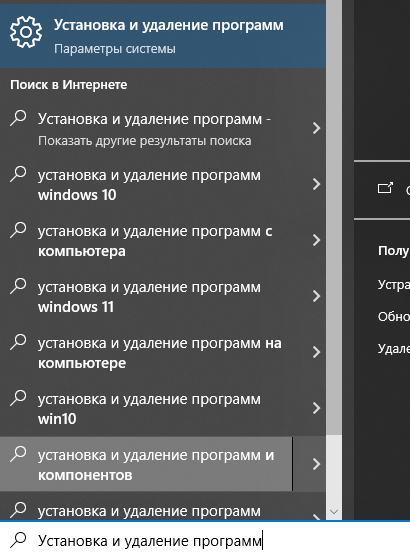 Установка и удаление программ
Параметры системы
Поиск в Интернете
Установка и удаление программ -
Показать другие результаты поиска
установка и удаление программ
windows 10
установка и удаление программ с
компьютера
установка и удаление программ
windows 11
установка и удаление программ на
компьютере
установка и удаление программ
win10
установка и удаление программ и
компонентов
установка и удаление программ
Полу
Устра
Обно
Удале
Установка и удаление программ